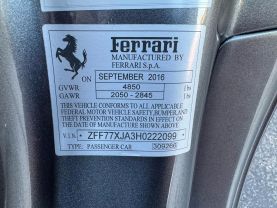 Ferrari
MANUFACTURED BY
FERRARI S.p.A.
ON SEPTEMBER 2016
GVWR 4850 lbs
GAWR 2050 - 2845 lbs
THIS VEHICLE CONFORMS TO ALL APPLICABLE
FEDERAL MOTOR VEHICLE SAFETY, BUMPER, AND
THEFT PREVENTION STANDARDS IN EFFECT ON
THE DATE OF MANUFACTURE SHOWN ABOVE
V.I.N. ZFF77XJA3H0222099
TYPE: PASSENGER CAR 309266